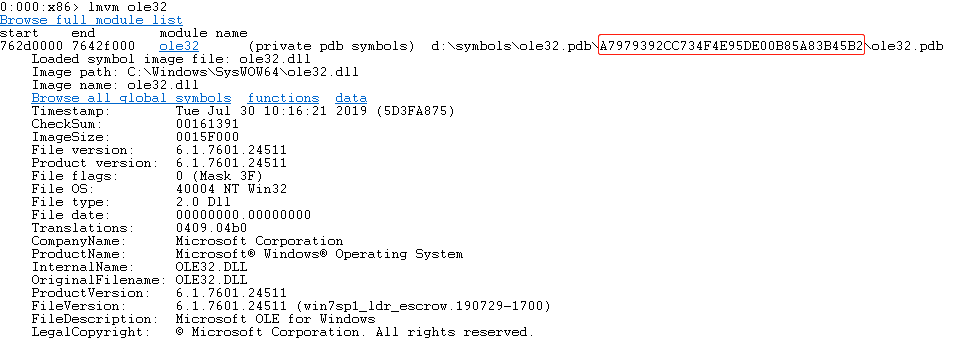 0:000:x86> lmvm ole32
Browse full module list
start    end        module name
762d0000 7642f000   ole32      (private pdb symbols)  d:\symbols\ole32.pdb\A7979392CC734F4E95DE00B85A83B45B2\ole32.pdb
    Loaded symbol image file: ole32.dll
    Image path: C:\Windows\SysWOW64\ole32.dll
    Image name: ole32.dll
    Browse all global symbols  functions  data
    Timestamp:        Tue Jul 30 10:16:21 2019 (5D3FA875)
    CheckSum:         00161391
    ImageSize:        0015F000
    File version:     6.1.7601.24511
    Product version:  6.1.7601.24511
    File flags:       0 (Mask 3F)
    File OS:          40004 NT Win32
    File type:        2.0 Dll
    File date:        00000000.00000000
    Translations:     0409.04b0
    CompanyName:      Microsoft Corporation
    ProductName:      Microsoft® Windows® Operating System
    InternalName:     OLE32.DLL
    OriginalFilename: OLE32.DLL
    ProductVersion:   6.1.7601.24511
    FileVersion:      6.1.7601.24511 (win7sp1_ldr_escrow.190729-1700)
    FileDescription:  Microsoft OLE for Windows
    LegalCopyright:   © Microsoft Corporation. All rights reserved.